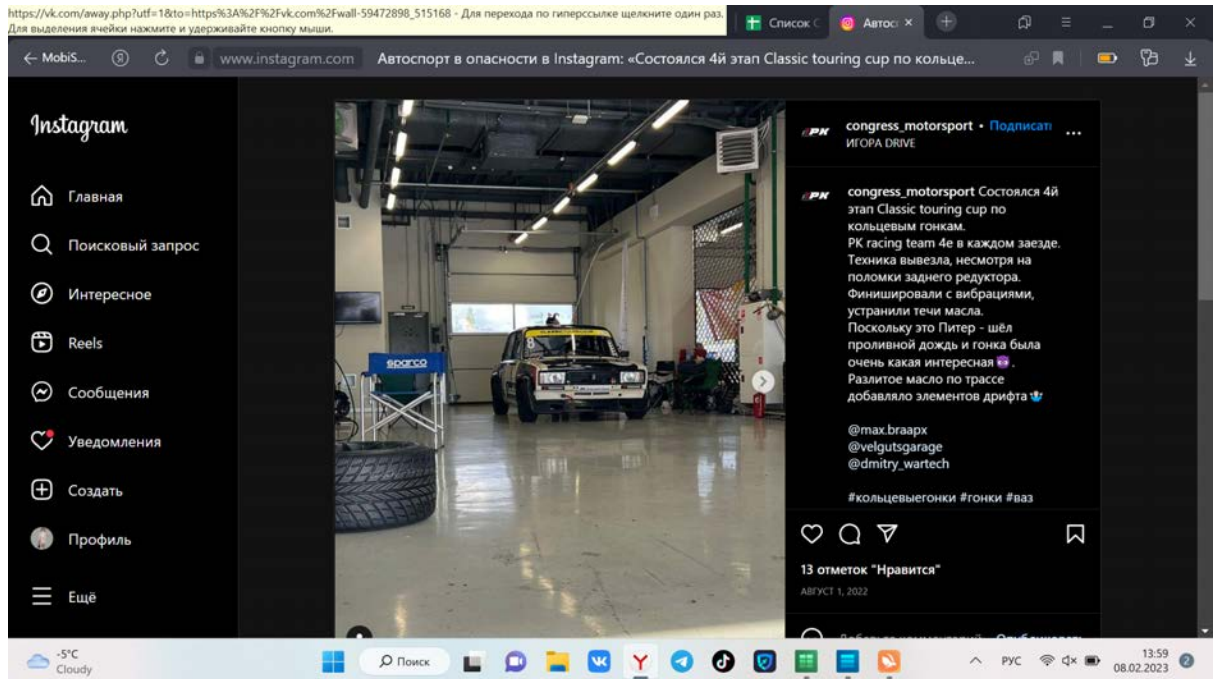 https://vk.com/away.php?utf=1&to=https%3A%2F%2Fvk.com%2Fwall-59472898_515168 - Для перехода по гиперссылке щелкните один раз.
Для выделения ячейки нажмите и удерживайте кнопку мыши.
Список С
Автос
← MobiS...
www.instagram.com
Автоспорт в опасности в Instagram: «Состоялся 4й этап Classic touring cup по кольце...
Instagram
Главная
Поисковый запрос
Интересное
Reels
Сообщения
Уведомления
Создать
Профиль
Ещё
8
sparco
PK
congress_motorsport • Подписать
ИГОРА DRIVE
PK
congress_motorsport Состоялся 4й
этап Classic touring cup по
кольцевым гонкам.
PK racing team 4е в каждом заезде.
Техника вывезла, несмотря на
поломки заднего редуктора.
Финишировали с вибрациями,
устранили течи масла.
Поскольку это Питер - шёл
проливной дождь и гонка была
очень какая интересная😈.
Разлитое масло по трассе
добавляло элементов дрифта🤷
@max.braapx
@velgutsgarage
@dmitry_wartech
#кольцевыегонки #гонки #ваз
13 отметок "Нравится"
АВГУСТ 1, 2022
-5°C
Cloudy
Поиск
РУС
13:59
08.02.2023
2